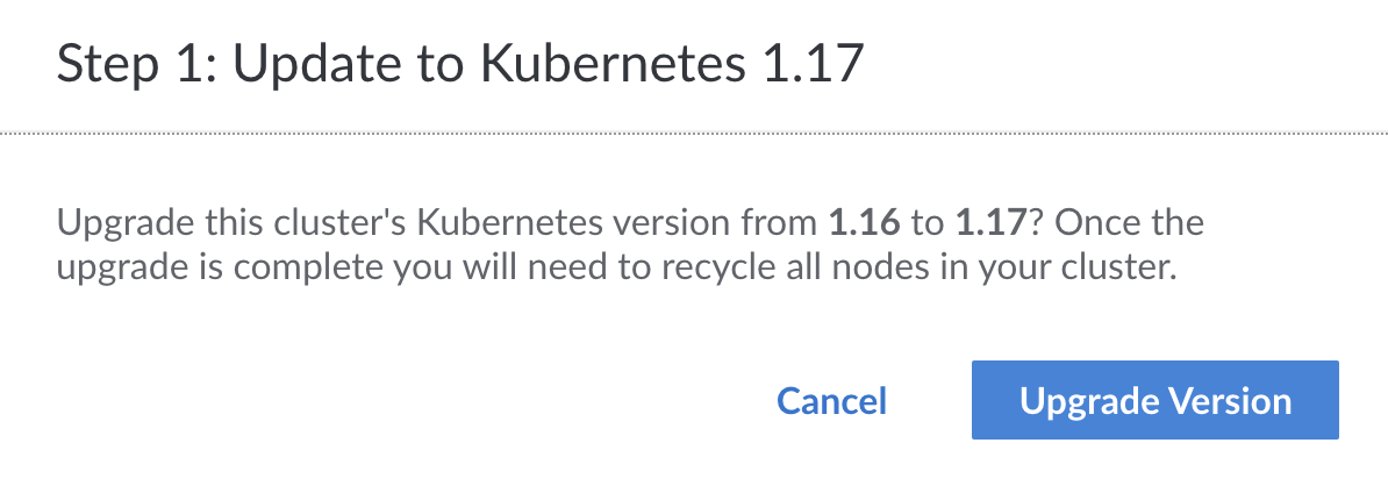 Step 1: Update to Kubernetes 1.17
Upgrade this cluster's Kubernetes version from 1.16 to 1.17? Once the
upgrade is complete you will need to recycle all nodes in your cluster.
Cancel
Upgrade Version